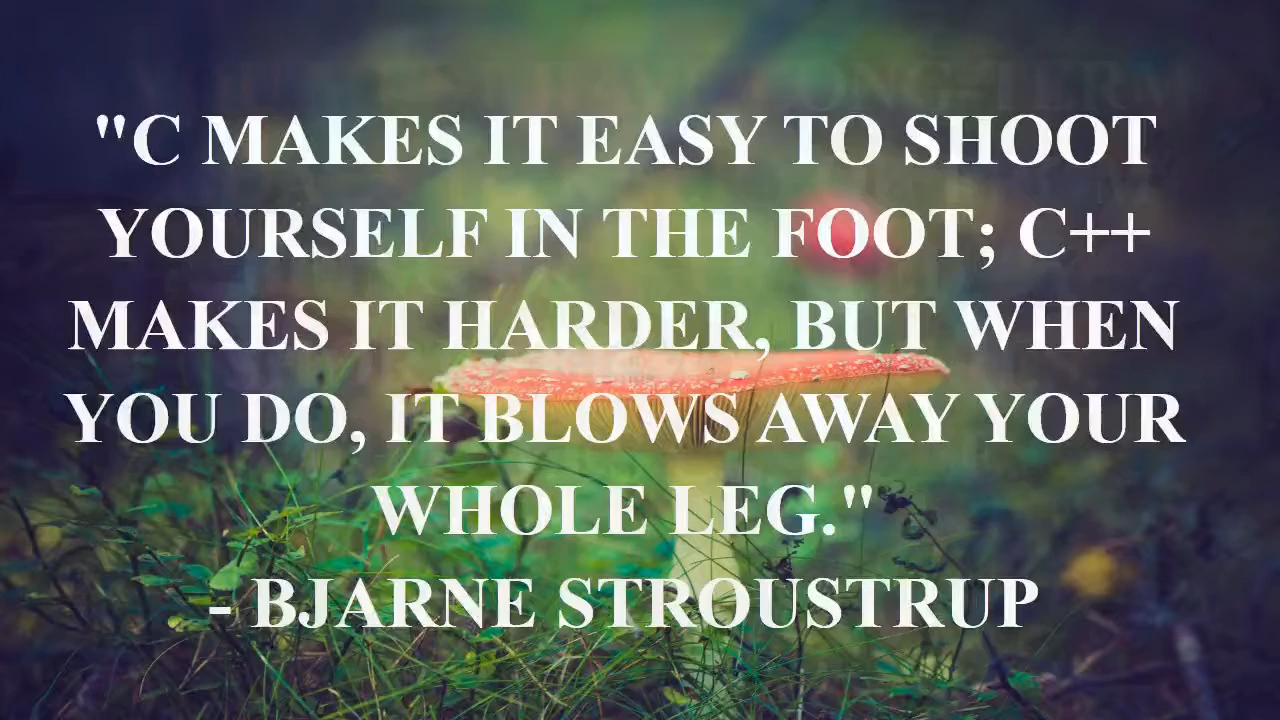 "C MAKES IT EASY TO SHOOT
YOURSELF IN THE FOOT; C++
MAKES IT HARDER, BUT WHEN
YOU DO, IT BLOWS AWAY YOUR
WHOLE LEG."
- BJARNE STROUSTRUP